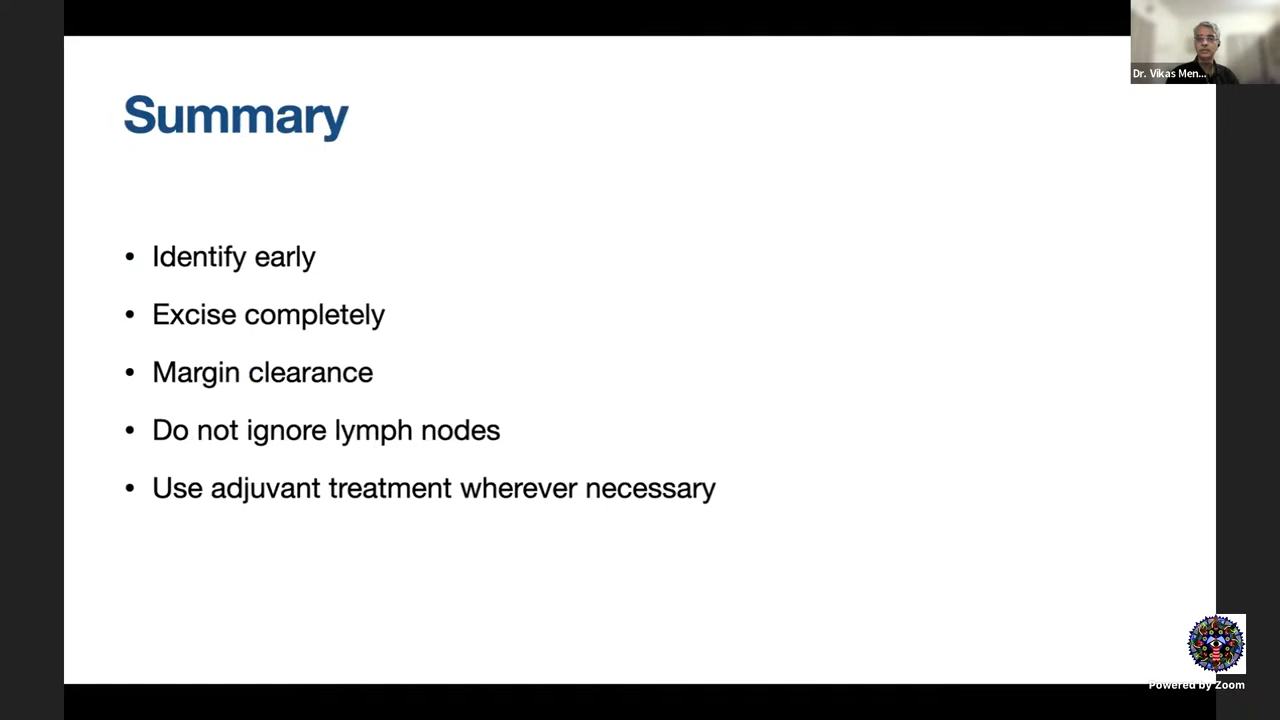 Dr. Vikas Men...
Summary
• Identify early
• Excise completely
• Margin clearance
• Do not ignore lymph nodes
• Use adjuvant treatment wherever necessary
Powered by Zoom